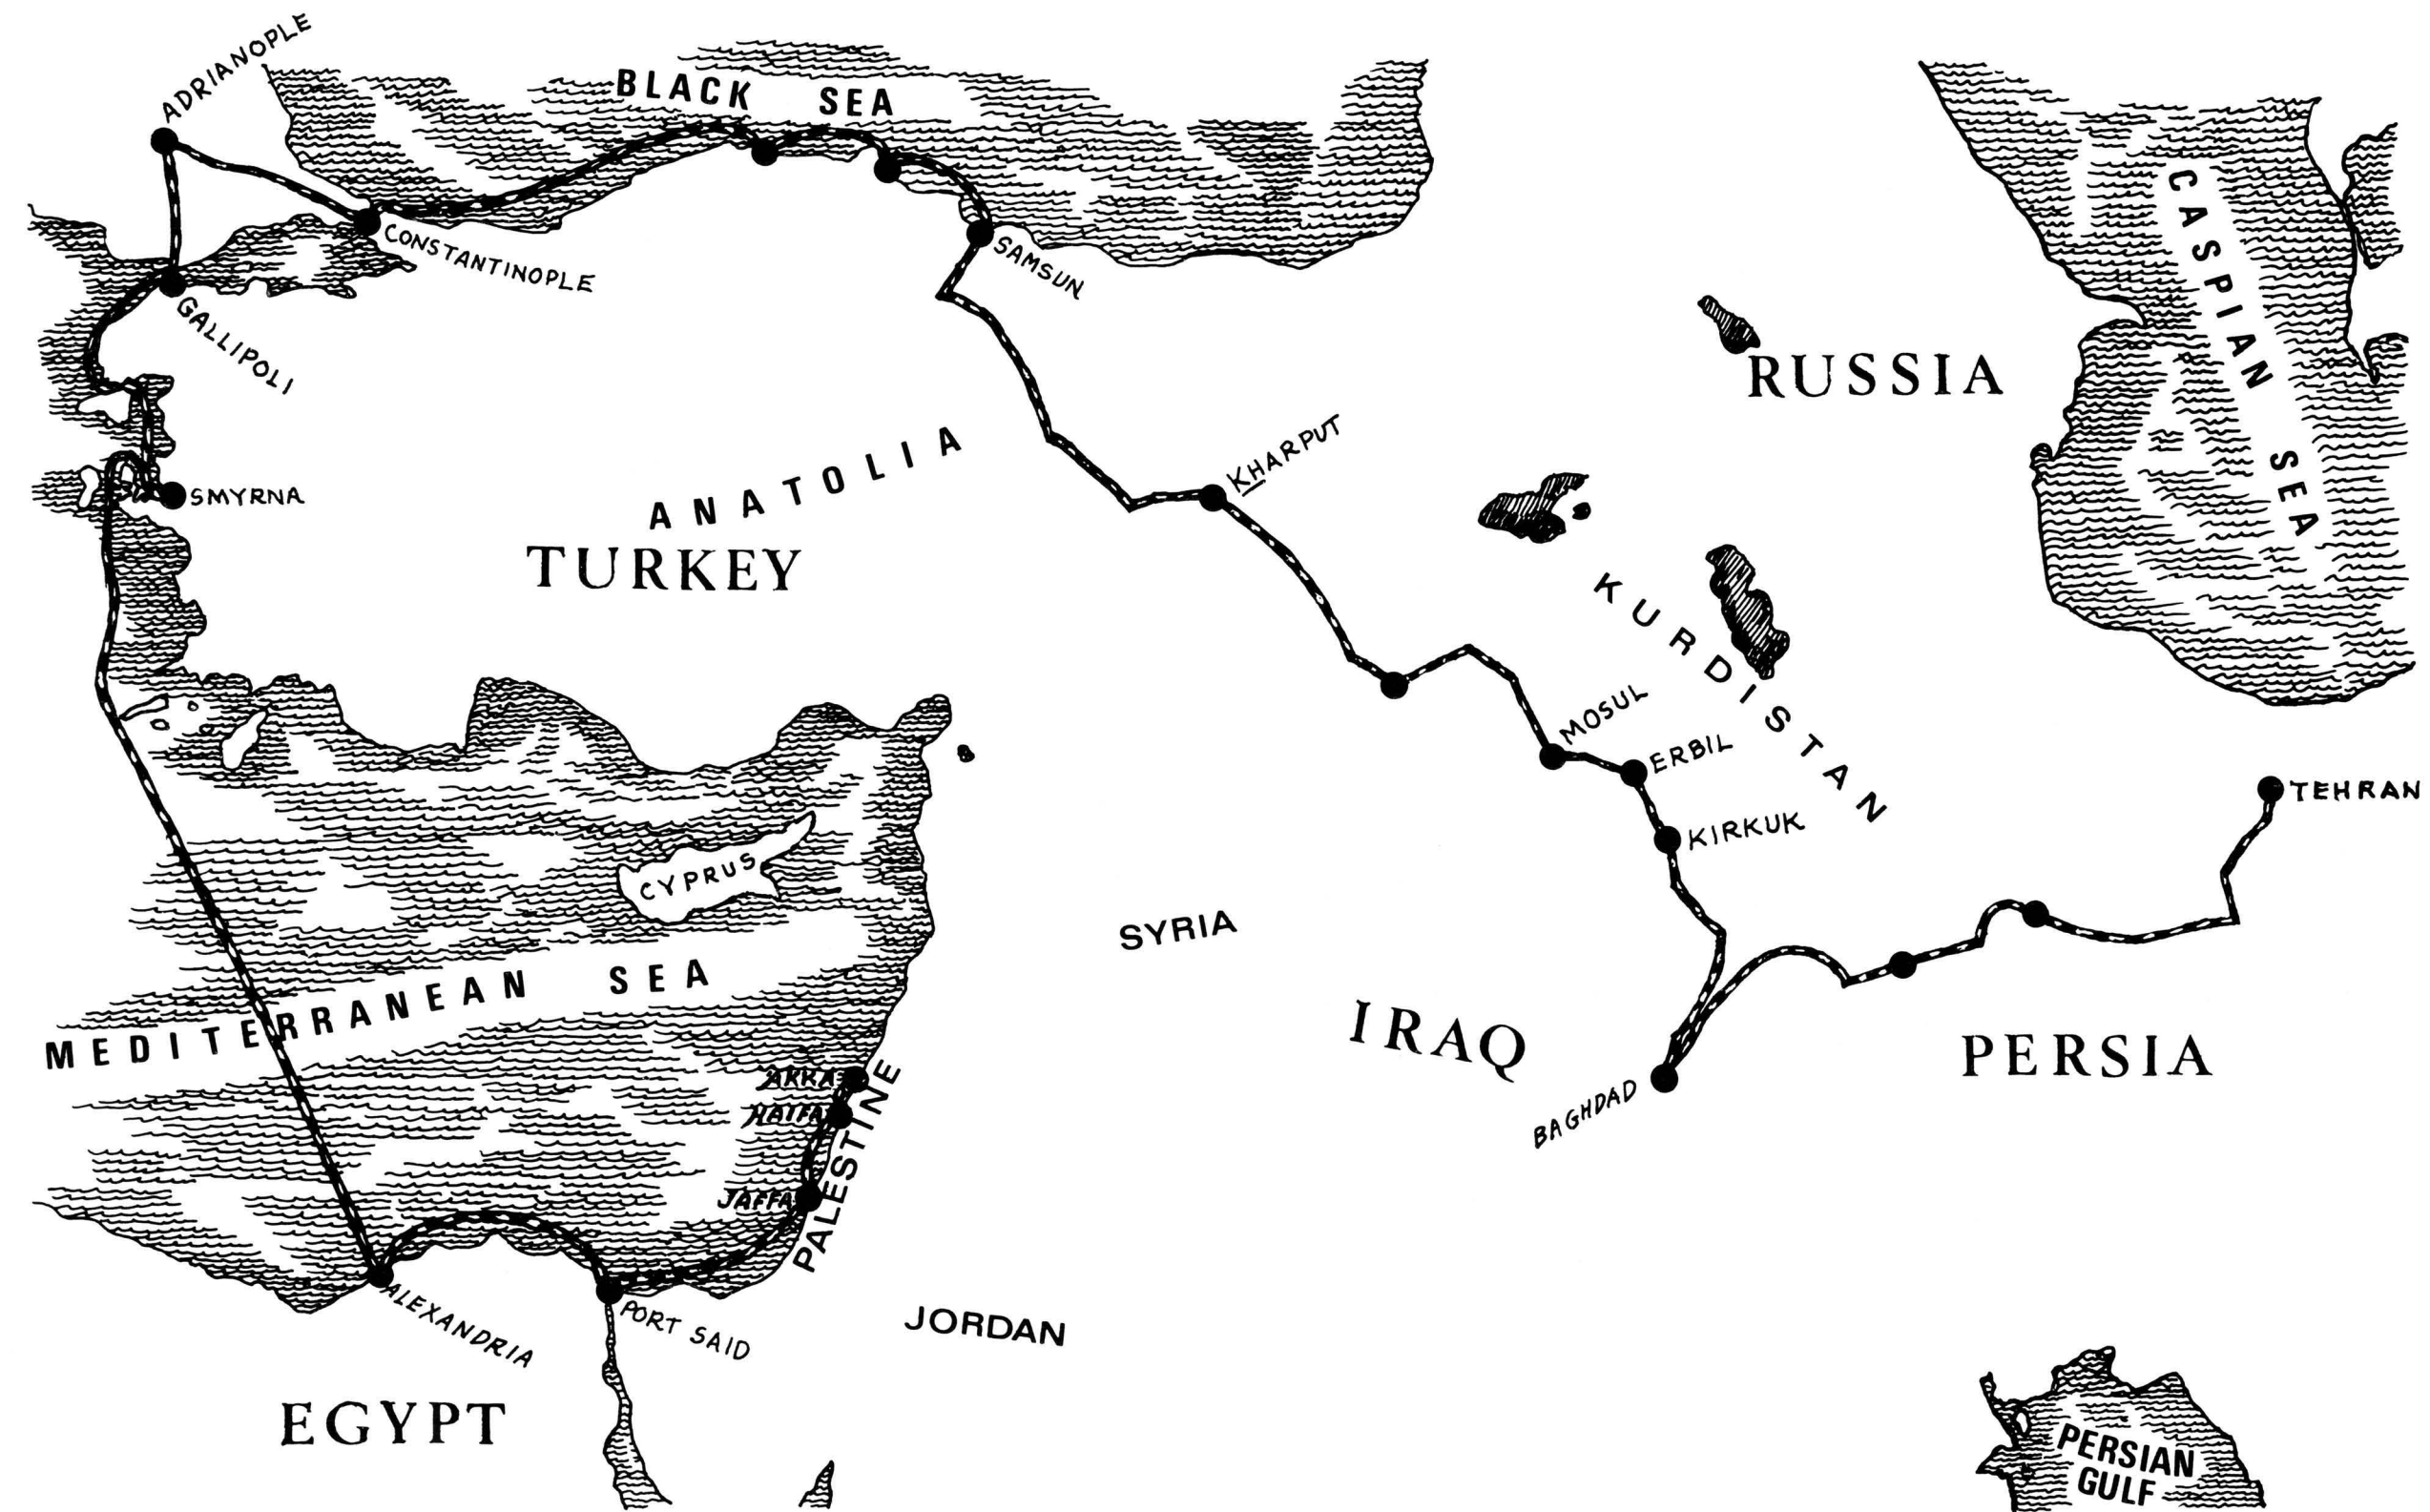 ADRIANOPLE
BLACK SEA
CASPIAN SEA
CONSTANTINOPLE
SAMSUN
GALLIPOLI
RUSSIA
KHARPUT
ANATOLIA
SMYRNA
TURKEY
KURDISTAN
MOSUL
ERBIL
TEHRAN
KIRKUK
CYPRUS
SYRIA
MEDITERRANEAN SEA
IRAQ
PERSIA
'AKKÁ
HAIFA
BAGHDAD
PALESTINE
JAFFA
ALEXANDRIA
PORT SAID
JORDAN
EGYPT
PERSIAN
GULF